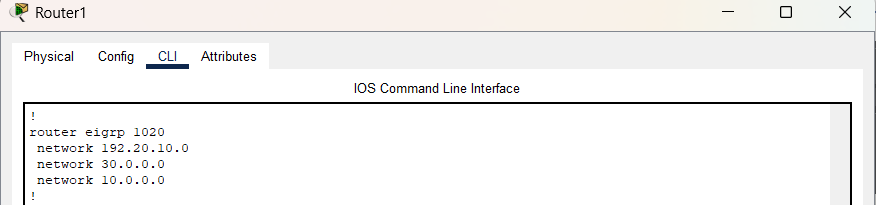 Router1
Physical Config CLI Attributes
IOS Command Line Interface
!
router eigrp 1020
 network 192.20.10.0
 network 30.0.0.0
 network 10.0.0.0
!